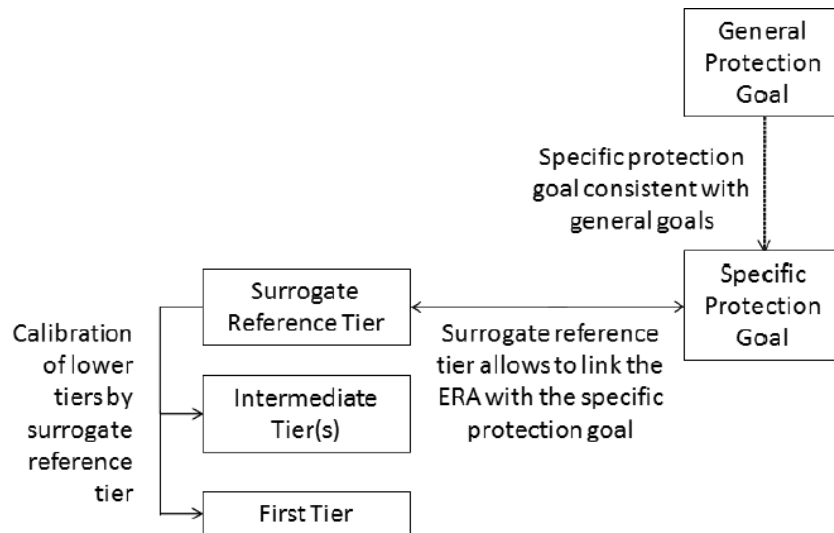 General
Protection
Goal
Specific protection
goal consistent with
general goals
Specific
Protection
Goal
Surrogate
Reference Tier
Surrogate reference
tier allows to link the
ERA with the specific
protection goal
Calibration
of lower
tiers by
surrogate
reference
tier
Intermediate
Tier(s)
First Tier